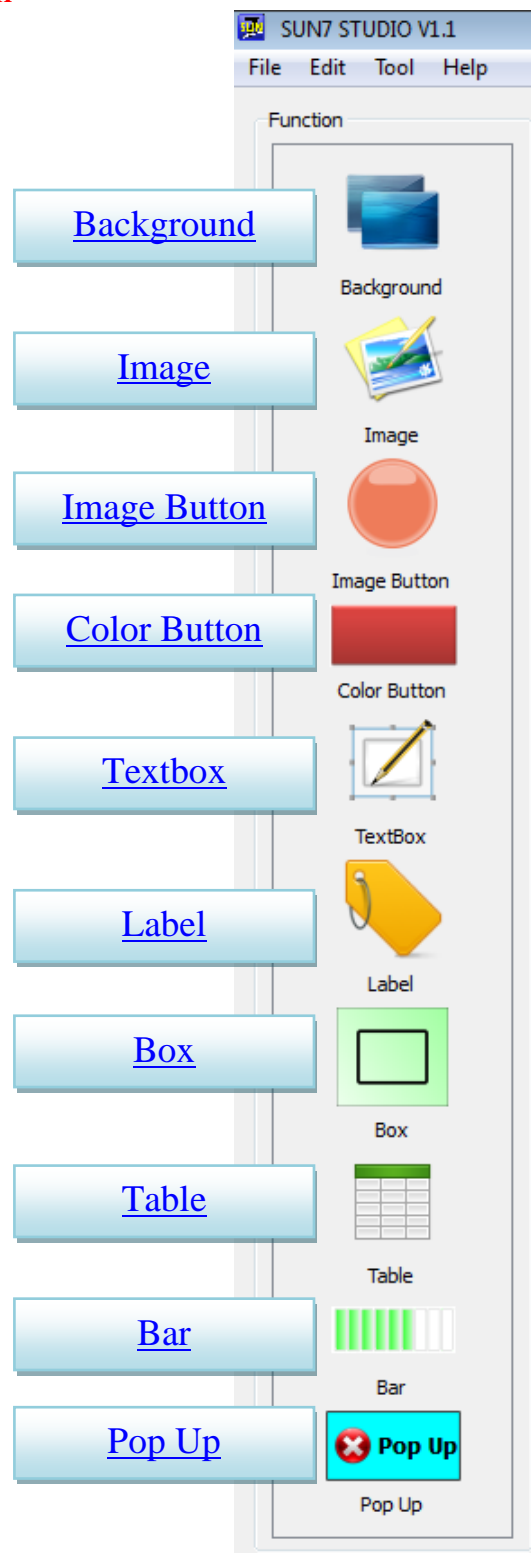 SUN7 STUDIO V1.1
File Edit Tool Help
Function
Background
Background
Image
Image
Image Button
Image Button
Color Button
Color Button
Textbox
TextBox
Label
Label
Box
Box
Table
Table
Bar
Bar
Pop Up
Pop Up
Pop Up